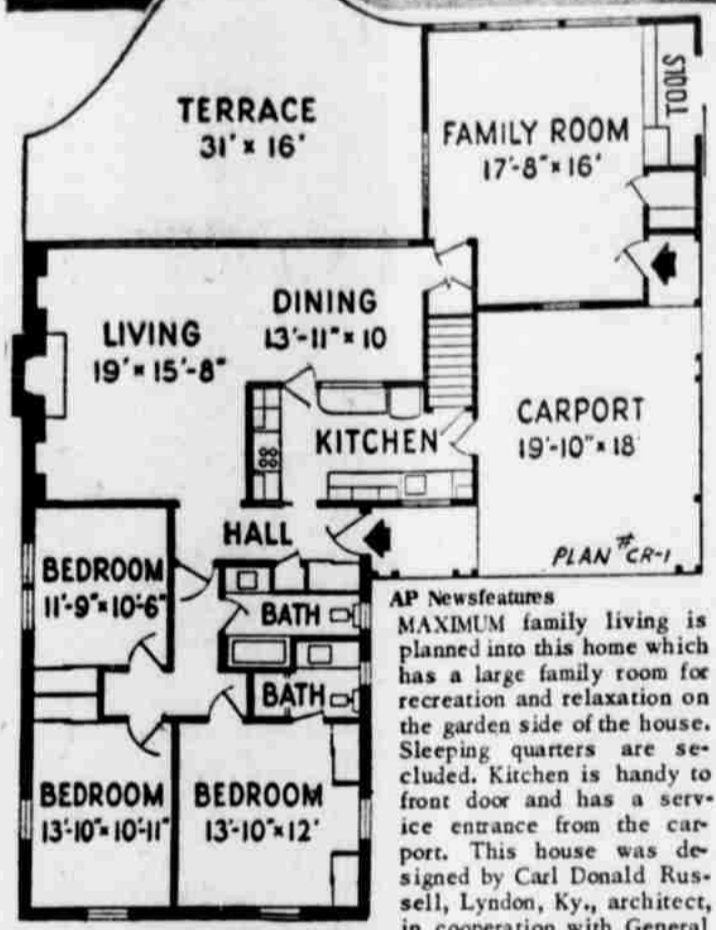 TERRACE
31' x 16'
FAMILY ROOM
17'-8" x 16'
TOOLS
DINING
13'-11" x 10
LIVING
19' x 15'-8"
KITCHEN
CARPORT
19'-10" x 18
PLAN # CR-1
HALL
BEDROOM
11'-9" x 10'-6"
BATH
BATH
BEDROOM
13'-10" x 10'-11"
BEDROOM
13'-10" x 12'
AP Newsfeatures
MAXIMUM family living is
planned into this home which
has a large family room for
recreation and relaxation on
the garden side of the house.
Sleeping quarters are se-
cluded. Kitchen is handy to
front door and has a serv-
ice entrance from the car-
port. This house was de-
signed by Carl Donald Rus-
sell, Lyndon, Ky., architect,
in cooperation with General